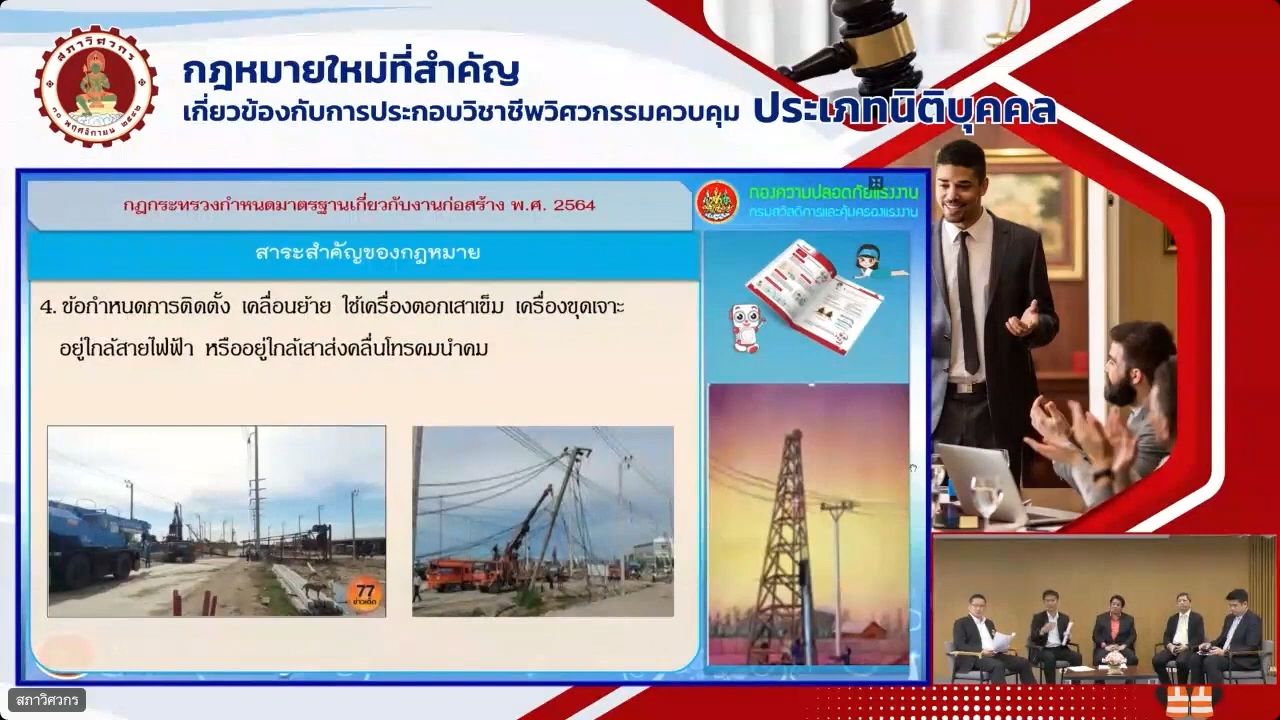 สภาวิศวกร
๓๐ พฤศจิกายน ๒๕๔๒
กฎหมายใหม่ที่สำคัญ
เกี่ยวข้องกับการประกอบวิชาชีพวิศวกรรมควบคุม ประเภทนิติบุคคล
กฎกระทรวงกำหนดมาตรฐานเกี่ยวกับงานก่อสร้าง พ.ศ. 2564
กองความปลอดภัยแรงงาน
กรมสวัสดิการและคุ้มครองแรงงาน
สาระสำคัญของกฎหมาย
4. ข้อกำหนดการติดตั้ง เคลื่อนย้าย ใช้เครื่องตอกเสาเข็ม เครื่องขุดเจาะ
อยู่ใกล้สายไฟฟ้า หรืออยู่ใกล้เสาส่งคลื่นโทรคมนำคม
77
ข่าวเด็ด
สภาวิศวกร